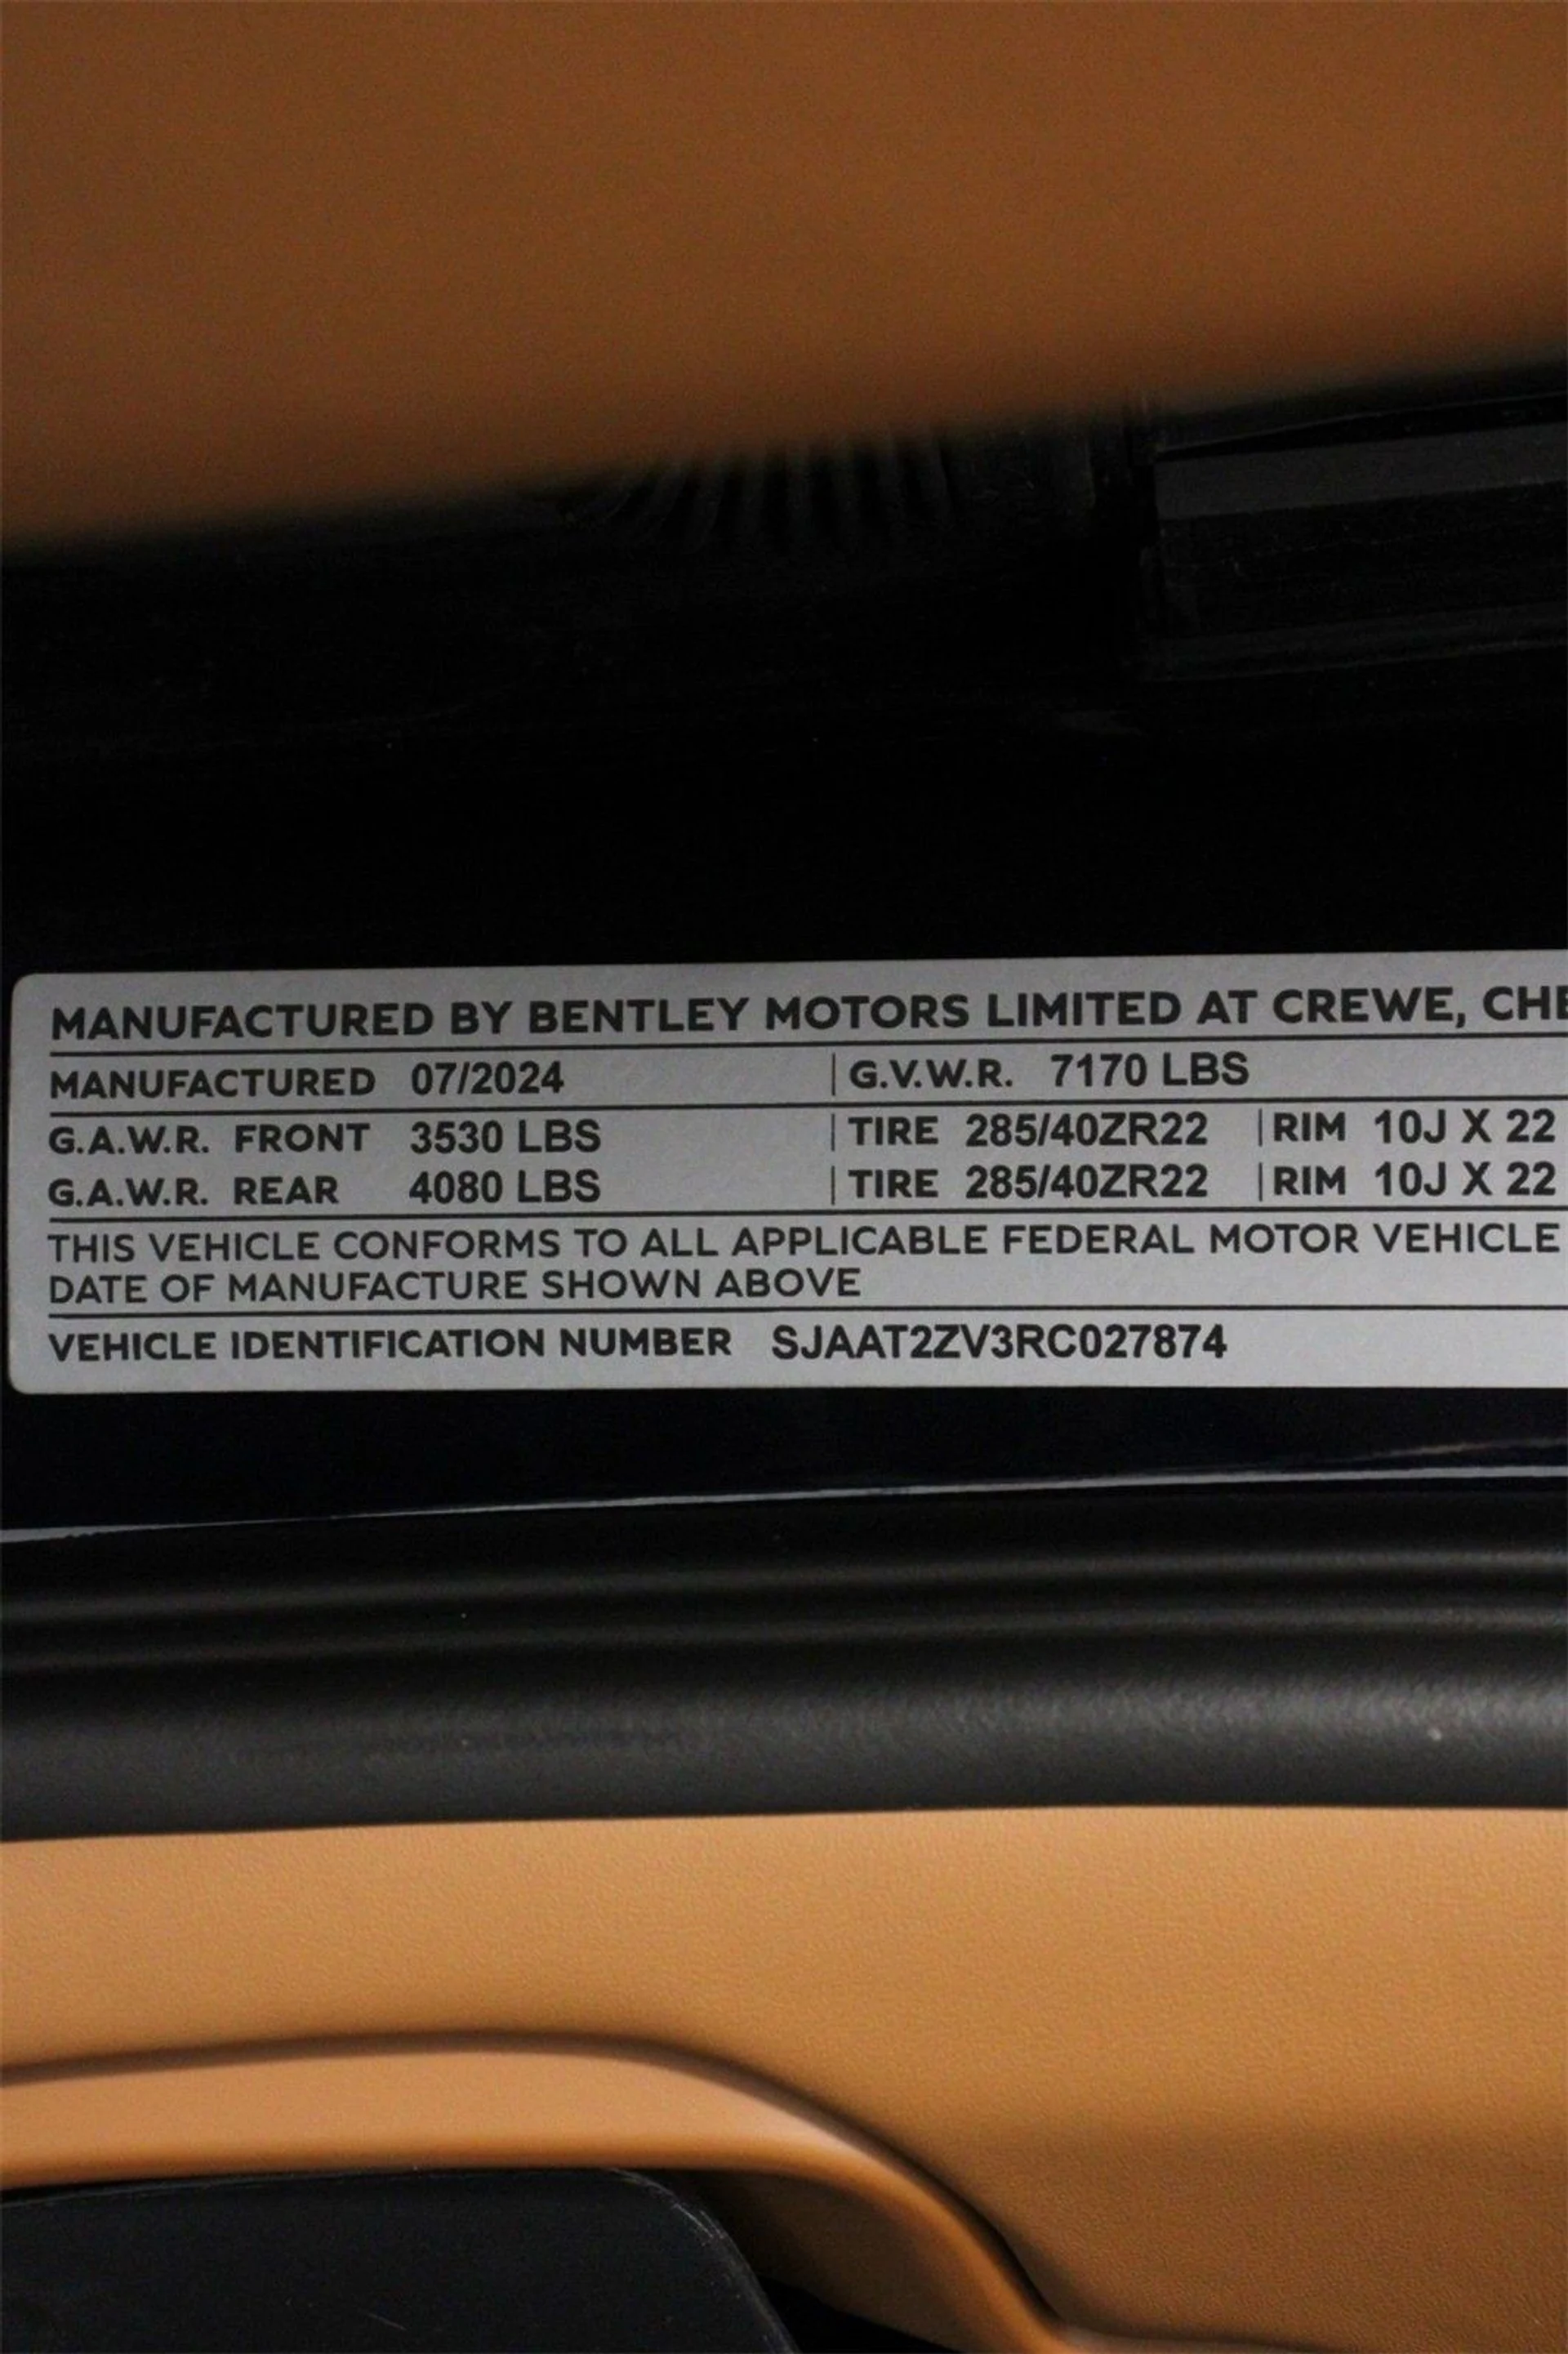 MANUFACTURED BY BENTLEY MOTORS LIMITED AT CREWE, CHE
MANUFACTURED 07/2024 | G.V.W.R. 7170 LBS
G.A.W.R. FRONT 3530 LBS | TIRE 285/40ZR22 | RIM 10J X 22
G.A.W.R. REAR 4080 LBS | TIRE 285/40ZR22 | RIM 10J X 22
THIS VEHICLE CONFORMS TO ALL APPLICABLE FEDERAL MOTOR VEHICLE
DATE OF MANUFACTURE SHOWN ABOVE
VEHICLE IDENTIFICATION NUMBER SJAAT2ZV3RC027874